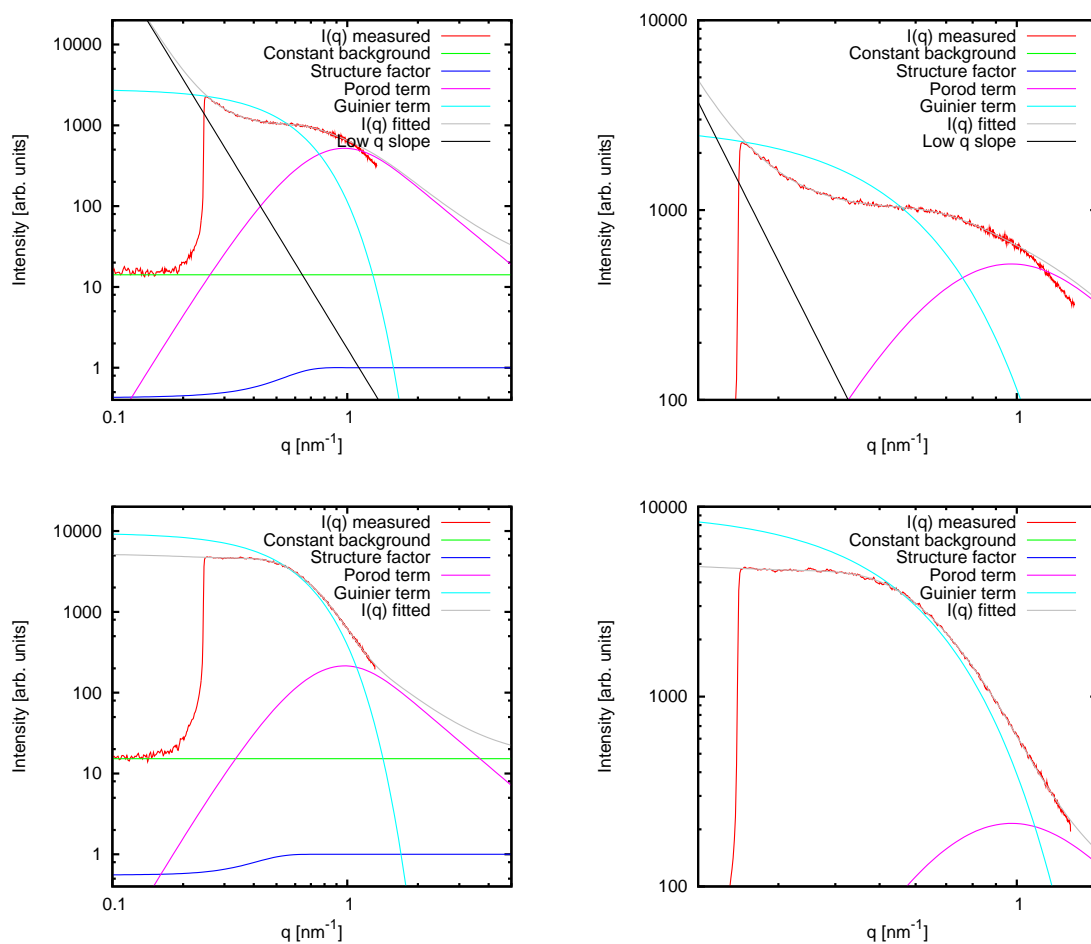 10000
1000
100
10
1
0.1
1
Intensity [arb. units]
q [nm-1]
I(q) measured
Constant background
Structure factor
Porod term
Guinier term
I(q) fitted
Low q slope
10000
1000
100
1
Intensity [arb. units]
q [nm-1]
I(q) measured
Constant background
Structure factor
Porod term
Guinier term
I(q) fitted
Low q slope
10000
1000
100
10
1
0.1
1
Intensity [arb. units]
q [nm-1]
I(q) measured
Constant background
Structure factor
Porod term
Guinier term
I(q) fitted
10000
1000
100
1
Intensity [arb. units]
q [nm-1]
I(q) measured
Constant background
Structure factor
Porod term
Guinier term
I(q) fitted